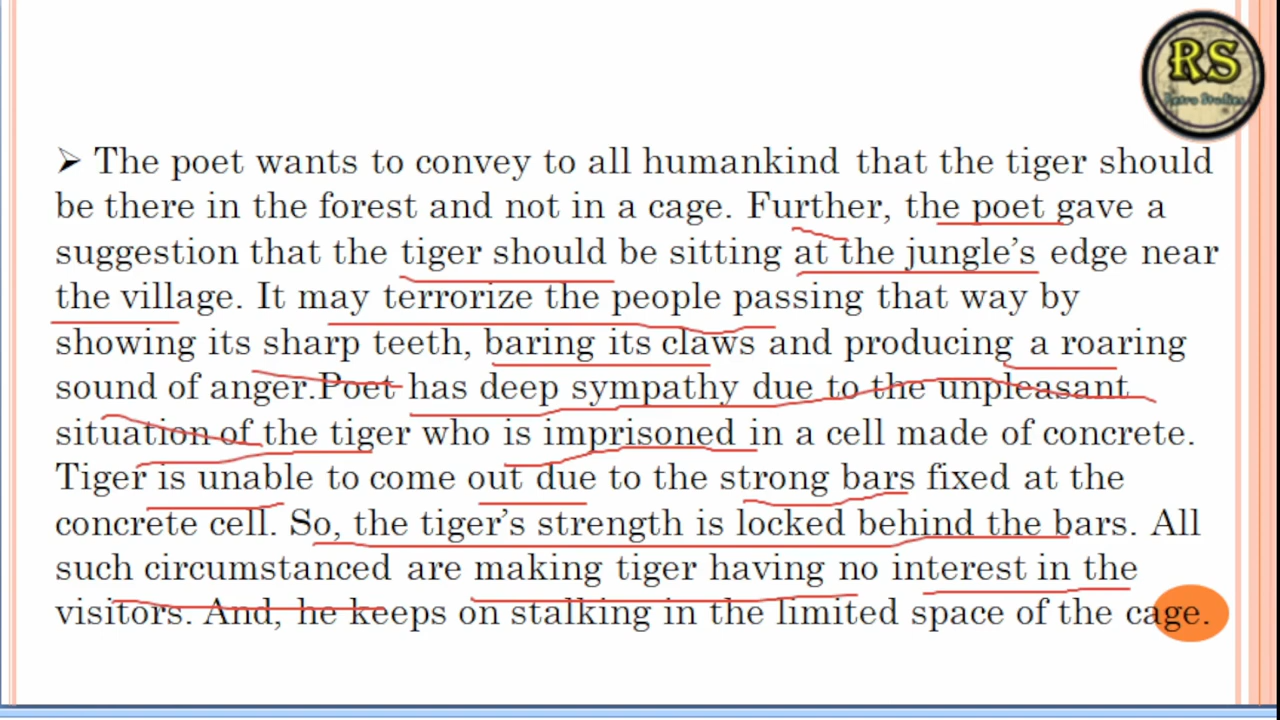 RS
Retro Studies
➢ The poet wants to convey to all humankind that the tiger should
be there in the forest and not in a cage. Further, the poet gave a
suggestion that the tiger should be sitting at the jungle's edge near
the village. It may terrorize the people passing that way by
showing its sharp teeth, baring its claws and producing a roaring
sound of anger.Poet has deep sympathy due to the unpleasant
situation of the tiger who is imprisoned in a cell made of concrete.
Tiger is unable to come out due to the strong bars fixed at the
concrete cell. So, the tiger's strength is locked behind the bars. All
such circumstanced are making tiger having no interest in the
visitors. And, he keeps on stalking in the limited space of the cage.